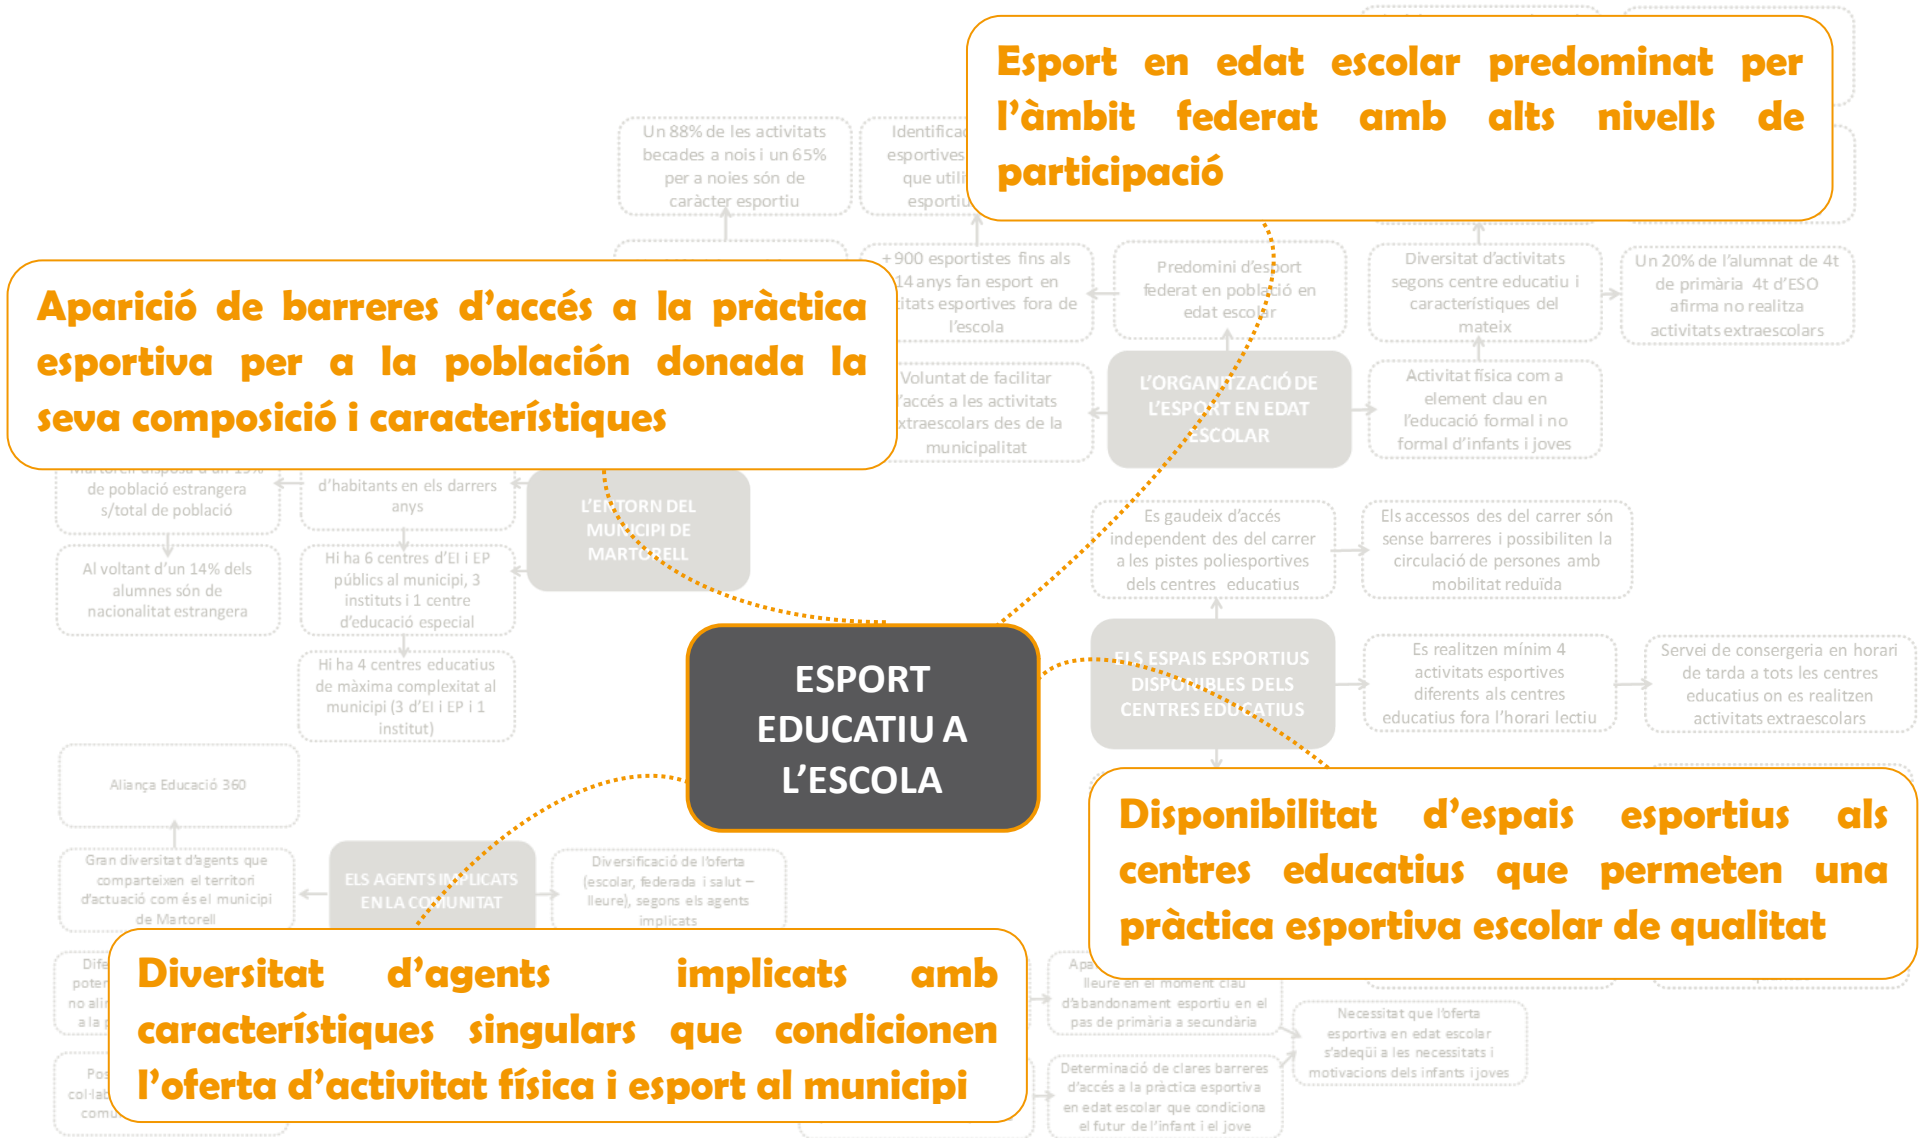 Esport en edat escolar predominat per
l'àmbit federat amb alts nivells de
participació
Un 88% de les activitats
becades a nois i un 65%
per a noies són de
caràcter esportiu
esportives
que
Aparició de barreres d'accés a la pràctica
esportiva per a la población donada la
seva composició i característiques
+900 esportistes fins als
14 anys fan esport en
esportives fora de
l'escola
Predomini d'esport
federat en població en
edat escolar
Diversitat d'activitats
segons centre educatiu i
característiques del
mateix
Un 20% de l'alumnat de 4t
de primària 4t d'ESO
afirma no realitza
activitats extraescolars
Voluntat de facilitar
l'accés a les activitats
extraescolars des de la
municipalitat
L'ORGANITZACIÓ DE
L'ESPORT EN EDAT
ESCOLAR
Activitat física com a
element clau en
l'educació formal i no
formal d'infants i joves
de població estrangera
s/total de població
d'habitants en els darrers
anys
L'ENTORN DEL
MUNICIPI DE
MARTORELL
Al voltant d'un 14% dels
alumnes són de
nacionalitat estrangera
Hi ha 6 centres d'EI i EP
públics al municipi, 3
instituts i 1 centre
d'educació especial
Hi ha 4 centres educatius
de màxima complexitat al
municipi (3 d'EI i EP i 1
institut)
Es gaudeix d'accés
independent des del carrer
a les pistes poliesportives
dels centres educatius
Els accessos des del carrer són
sense barreres i possibiliten la
circulació de persones amb
mobilitat reduïda
ESPORT
EDUCATIU A
L'ESCOLA
ELS ESPAIS ESPORTIUS
DISPONIBLES DELS
CENTRES EDUCATIUS
Es realitzen mínim 4
activitats esportives
diferents als centres
educatius fora l'horari lectiu
Servei de consergeria en horari
de tarda a tots les centres
educatius on es realitzen
activitats extraescolars
Aliança Educació 360
Gran diversitat d'agents que
comparteixen el territori
d'actuació com és el municipi
de Martorell
ELS AGENTS IMPLICATS
EN LA COMUNITAT
Diversificació de l'oferta
(escolar, federada i salut –
lleure), segons els agents
implicats
Disponibilitat d'espais esportius als
centres educatius que permeten una
pràctica esportiva escolar de qualitat
Diversitat d'agents implicats amb
característiques singulars que condicionen
l'oferta d'activitat física i esport al municipi
lleure en el moment clau
d'abandonament esportiu en el
pas de primària a secundària
Determinació de clares barreres
d'accés a la pràctica esportiva
en edat escolar que condiciona
el futur de l'infant i el jove
Necessitat que l'oferta
esportiva en edat escolar
s'adeqüi a les necessitats i
motivacions dels infants i joves